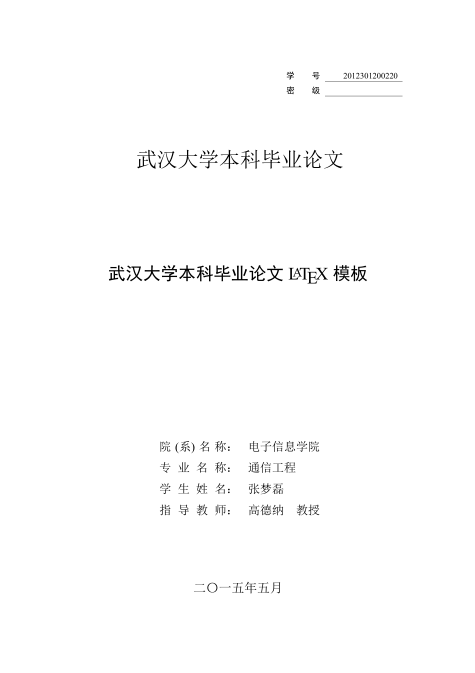 学 号 2012301200220
密 级
武汉大学本科毕业论文
武汉大学本科毕业论文 LATEX 模板
院 (系) 名 称： 电子信息学院
专 业 名 称： 通信工程
学 生 姓 名： 张梦磊
指 导 教 师： 高德纳 教授
二〇一五年五月